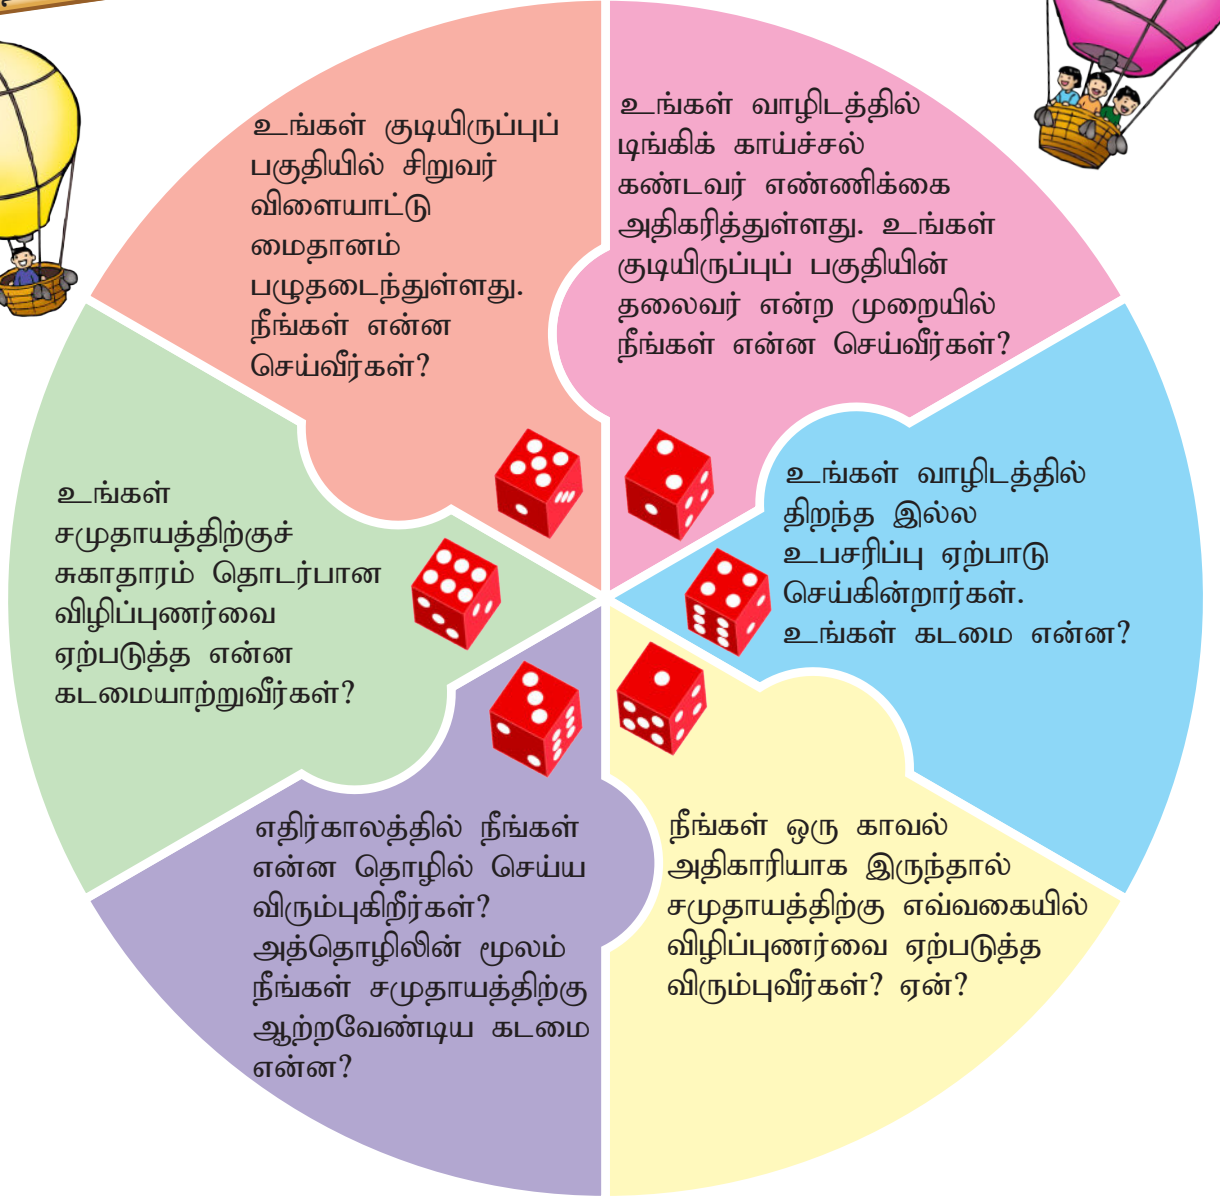 உங்கள் குடியிருப்புப்
பகுதியில் சிறுவர்
விளையாட்டு
மைதானம்
பழுதடைந்துள்ளது.
நீங்கள் என்ன
செய்வீர்கள்?
உங்கள் வாழிடத்தில்
டிங்கிக் காய்ச்சல்
கண்டவர் எண்ணிக்கை
அதிகரித்துள்ளது. உங்கள்
குடியிருப்புப் பகுதியின்
தலைவர் என்ற முறையில்
நீங்கள் என்ன செய்வீர்கள்?
உங்கள் வாழிடத்தில்
திறந்த இல்ல
உபசரிப்பு ஏற்பாடு
செய்கின்றார்கள்.
உங்கள் கடமை என்ன?
உங்கள்
சமுதாயத்திற்குச்
சுகாதாரம் தொடர்பான
விழிப்புணர்வை
ஏற்படுத்த என்ன
கடமையாற்றுவீர்கள்?
எதிர்காலத்தில் நீங்கள்
என்ன தொழில் செய்ய
விரும்புகிறீர்கள்?
அத்தொழிலின் மூலம்
நீங்கள் சமுதாயத்திற்கு
ஆற்றவேண்டிய கடமை
என்ன?
நீங்கள் ஒரு காவல்
அதிகாரியாக இருந்தால்
சமுதாயத்திற்கு எவ்வகையில்
விழிப்புணர்வை ஏற்படுத்த
விரும்புவீர்கள்? ஏன்?